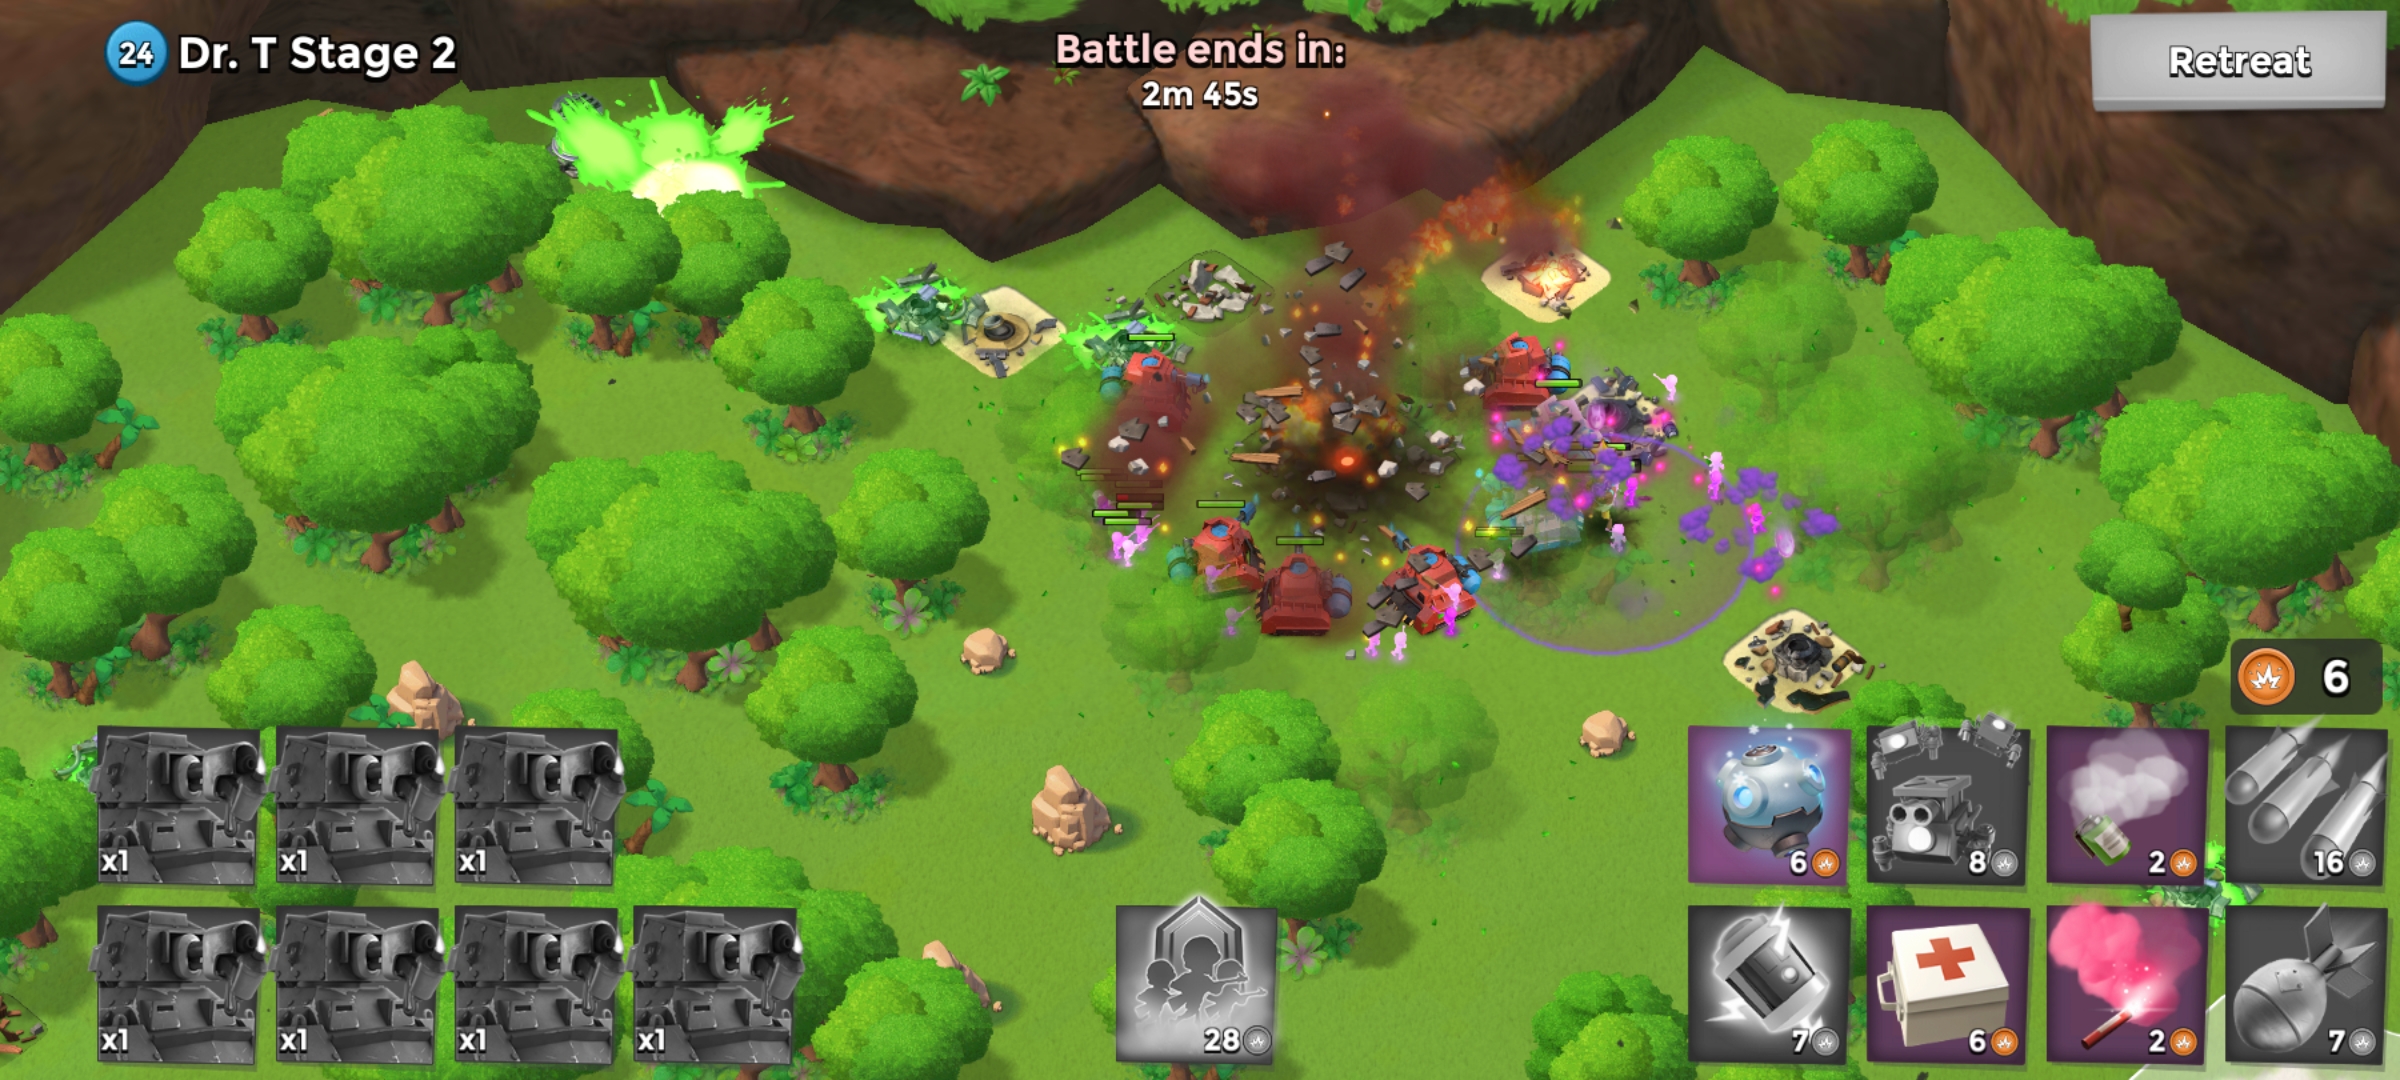 24 Dr. T Stage 2
Battle ends in:
2m 45s
Retreat
6
x1 x1 x1
6 8 2 16
x1 x1 x1 x1
28
7 6 2 7